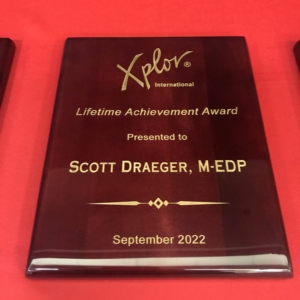 Xplor®
International
Lifetime Achievement Award
Presented to
SCOTT DRAEGER, M-EDP
September 2022